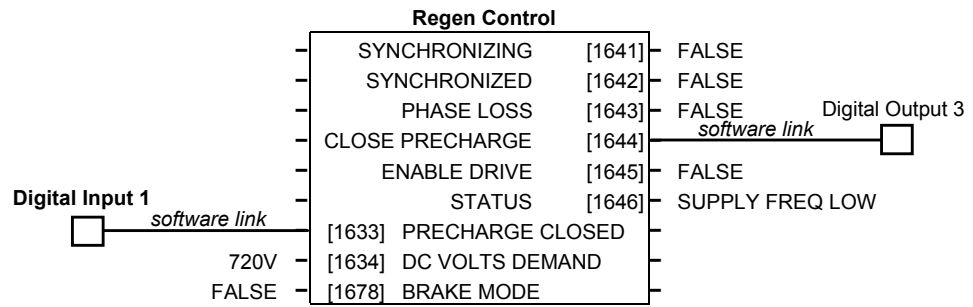 Regen Control
SYNCHRONIZING [1641] FALSE
SYNCHRONIZED [1642] FALSE
PHASE LOSS [1643] FALSE Digital Output 3
CLOSE PRECHARGE [1644] software link
ENABLE DRIVE [1645] FALSE
Digital Input 1 STATUS [1646] SUPPLY FREQ LOW
software link [1633] PRECHARGE CLOSED
720V [1634] DC VOLTS DEMAND
FALSE [1678] BRAKE MODE